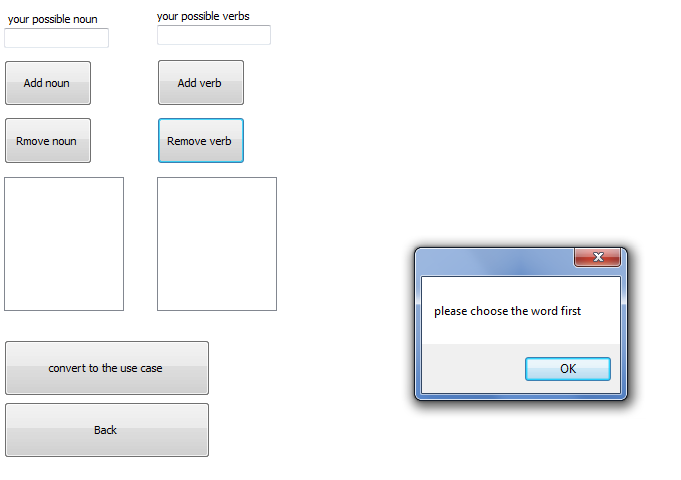 your possible noun
your possible verbs
Add noun
Add verb
Rmove noun
Remove verb
please choose the word first
OK
convert to the use case
Back